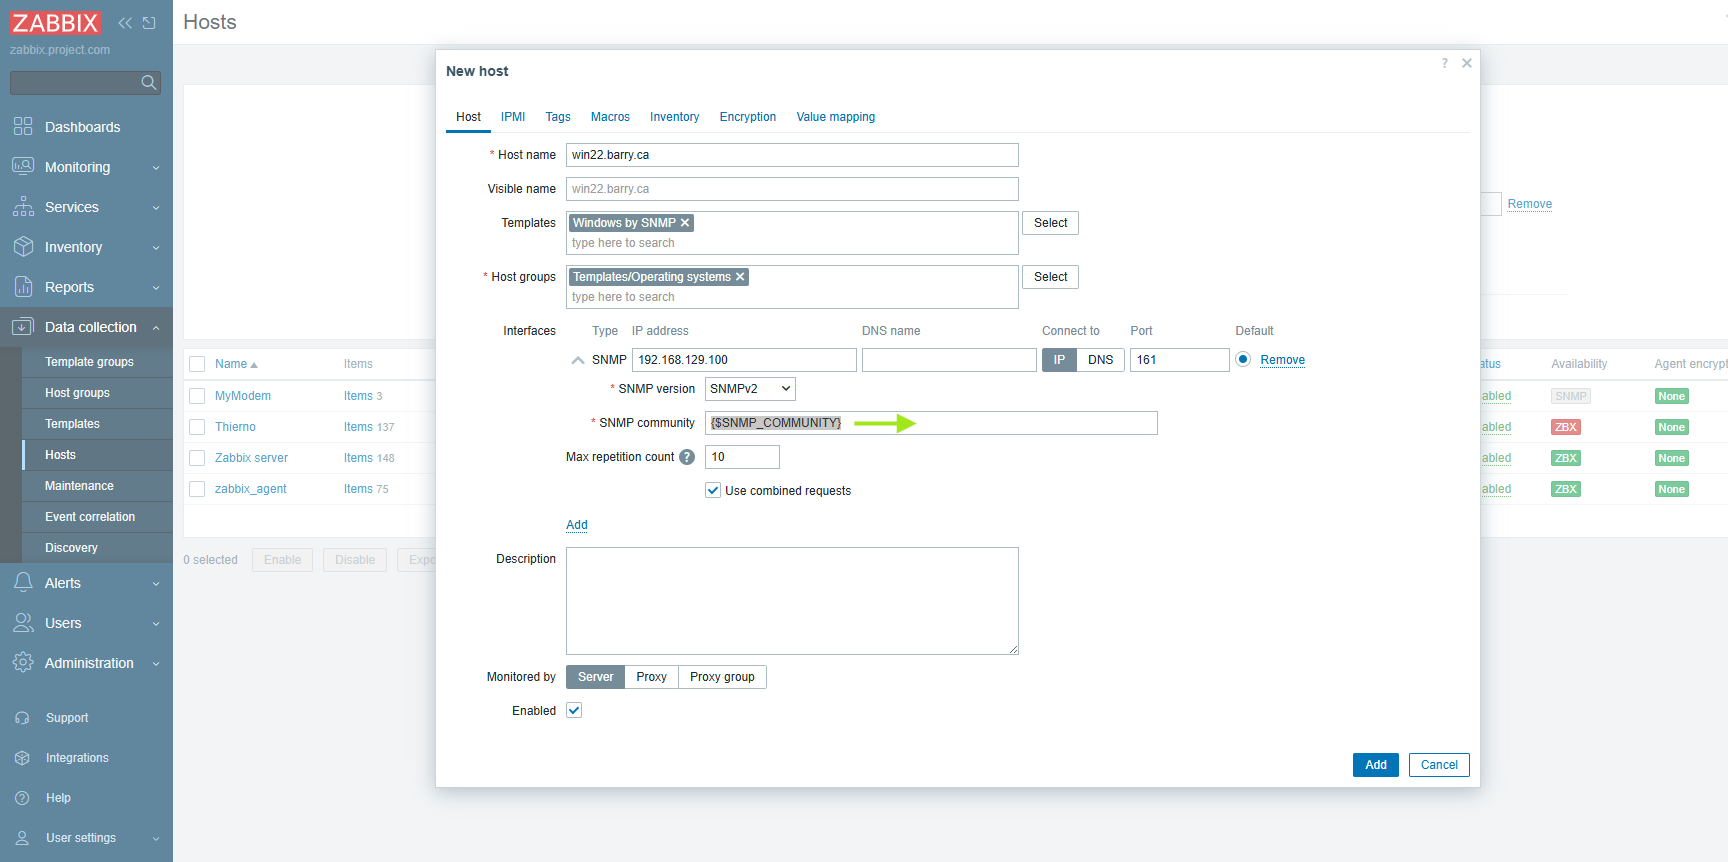 ZABBIX
zabbix.project.com
Dashboards
Monitoring
Services
Inventory
Reports
Data collection
Template groups
Host groups
Templates
Hosts
Maintenance
Event correlation
Discovery
Alerts
Users
Administration
Support
Integrations
Help
User settings
Hosts
New host
?
Host IPMI Tags Macros Inventory Encryption Value mapping
* Host name win22.barry.ca
Visible name win22.barry.ca
Templates Windows by SNMP Select
type here to search
* Host groups Templates/Operating systems Select
type here to search
Interfaces Type IP address DNS name Connect to Port Default
SNMP 192.168.129.100 IP DNS 161 Remove
* SNMP version SNMPv2
* SNMP community {$SNMP_COMMUNITY}
Max repetition count ? 10
Use combined requests
Add
Description
Monitored by Server Proxy Proxy group
Enabled
Add Cancel
Remove
Name Items
MyModem Items 3
Thierno Items 137
Zabbix server Items 148
zabbix_agent Items 75
0 selected Enable Disable Expo
atus Availability Agent encrypt
abled SNMP None
abled ZBX None
abled ZBX None
abled ZBX None